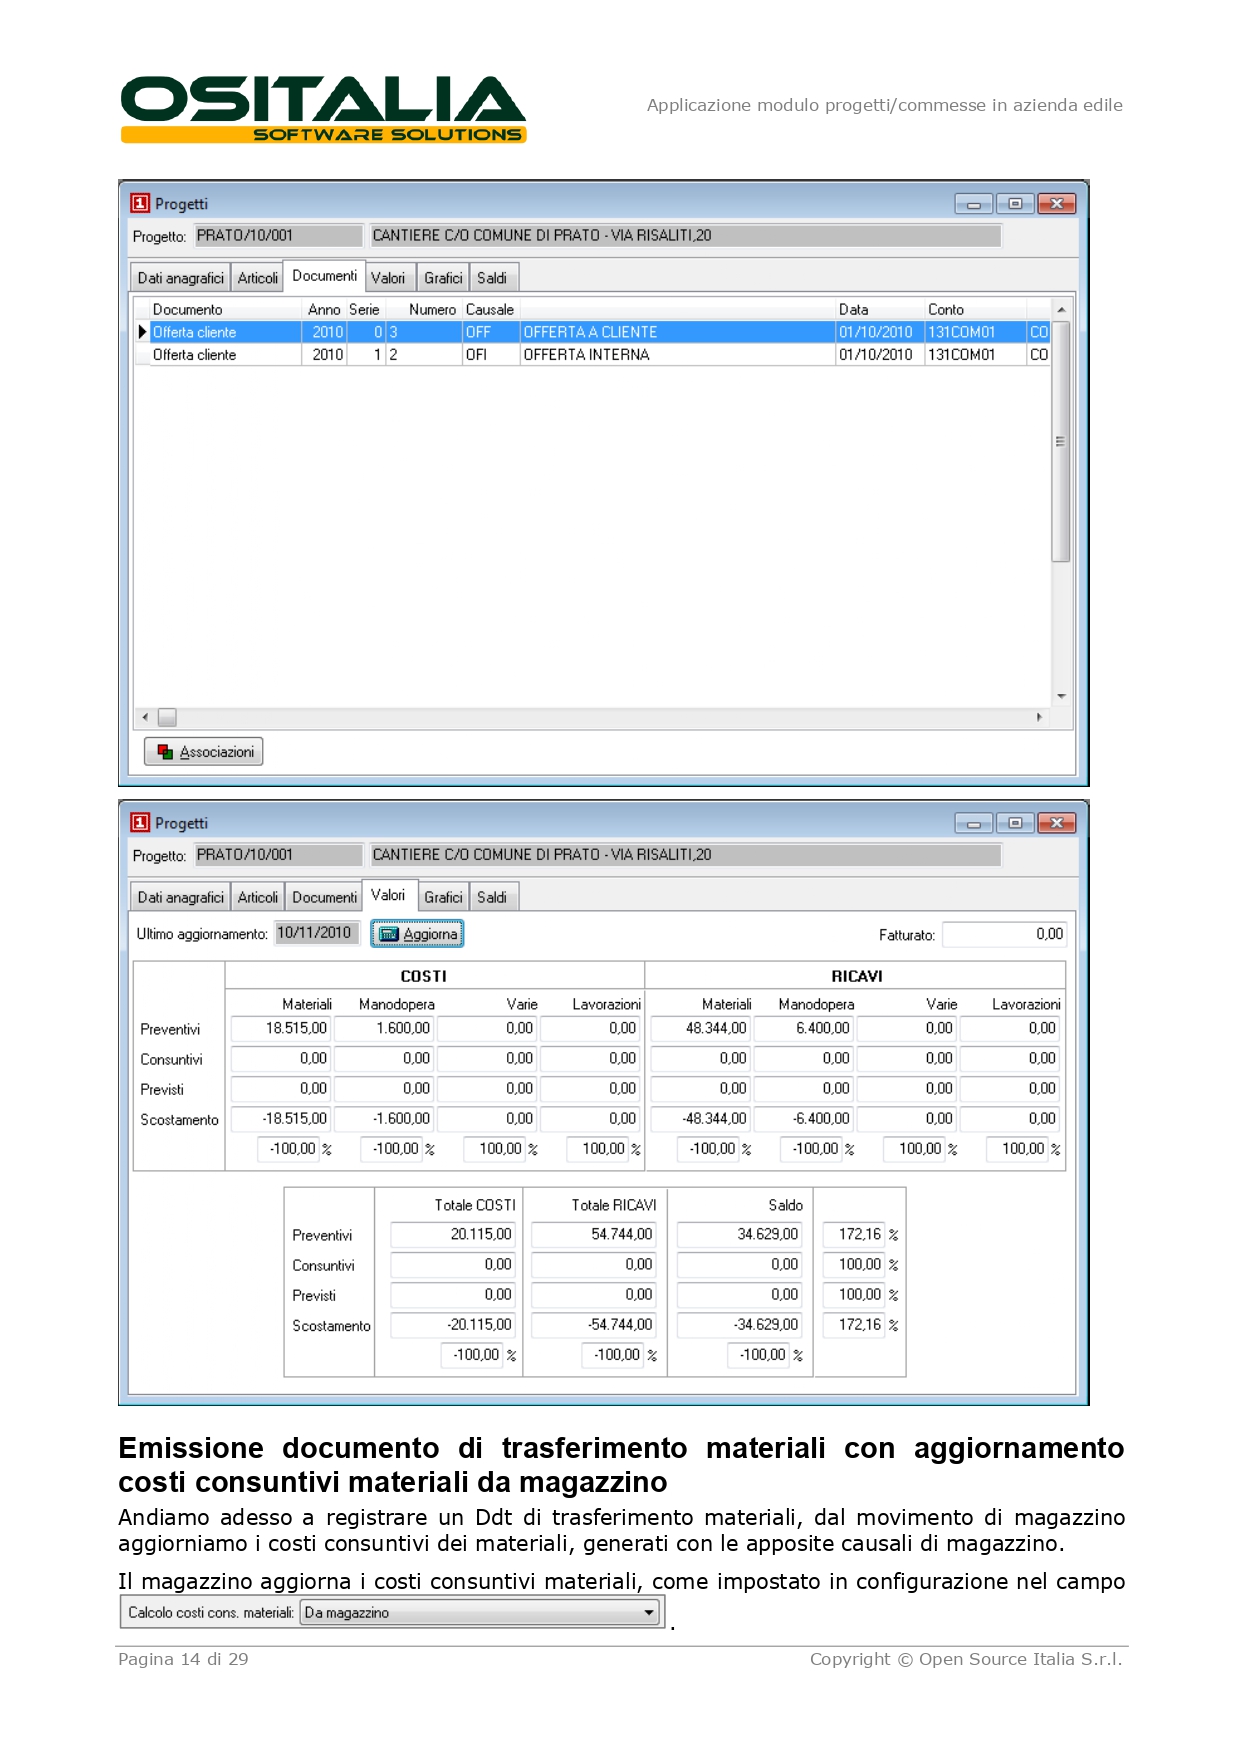 OSITALIA
SOFTWARE SOLUTIONS
Applicazione modulo progetti/commesse in azienda edile
Progetti
Progetto: PRATO/10/001 CANTIERE C/O COMUNE DI PRATO - VIA RISALITI,20
Dati anagrafici Articoli Documenti Valori Grafici Saldi
Documento Anno Serie Numero Causale Data Conto
Offerta cliente 2010 0 3 OFF OFFERTA A CLIENTE 01/10/2010 131COM01 CO
Offerta cliente 2010 1 2 OFI OFFERTA INTERNA 01/10/2010 131COM01 CO
Associazioni
Progetti
Progetto: PRATO/10/001 CANTIERE C/O COMUNE DI PRATO - VIA RISALITI,20
Dati anagrafici Articoli Documenti Valori Grafici Saldi
Ultimo aggiornamento: 10/11/2010 Aggiorna Fatturato: 0,00
COSTI RICAVI
Materiali Manodopera Varie Lavorazioni Materiali Manodopera Varie Lavorazioni
Preventivi 18.515,00 1.600,00 0,00 0,00 48.344,00 6.400,00 0,00 0,00
Consuntivi 0,00 0,00 0,00 0,00 0,00 0,00 0,00 0,00
Previsti 0,00 0,00 0,00 0,00 0,00 0,00 0,00 0,00
Scostamento -18.515,00 -1.600,00 0,00 0,00 -48.344,00 -6.400,00 0,00 0,00
-100,00 % -100,00 % 100,00 % 100,00 % -100,00 % -100,00 % 100,00 % 100,00 %
Totale COSTI Totale RICAVI Saldo
Preventivi 20.115,00 54.744,00 34.629,00 172,16 %
Consuntivi 0,00 0,00 0,00 100,00 %
Previsti 0,00 0,00 0,00 100,00 %
Scostamento -20.115,00 -54.744,00 -34.629,00 172,16 %
-100,00 % -100,00 % -100,00 %
Emissione documento di trasferimento materiali con aggiornamento
costi consuntivi materiali da magazzino
Andiamo adesso a registrare un Ddt di trasferimento materiali, dal movimento di magazzino
aggiorniamo i costi consuntivi dei materiali, generati con le apposite causali di magazzino.
Il magazzino aggiorna i costi consuntivi materiali, come impostato in configurazione nel campo
Calcolo costi cons. materiali: Da magazzino .
Pagina 14 di 29 Copyright © Open Source Italia S.r.l.